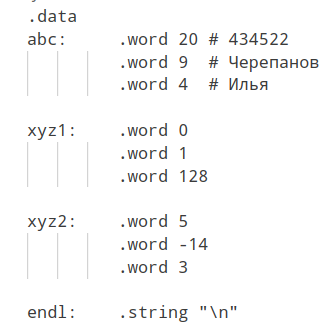 .data
abc: .word 20 # 434522
.word 9 # Черепанов
.word 4 # Илья
xyz1: .word 0
.word 1
.word 128
xyz2: .word 5
.word -14
.word 3
endl: .string "\n"